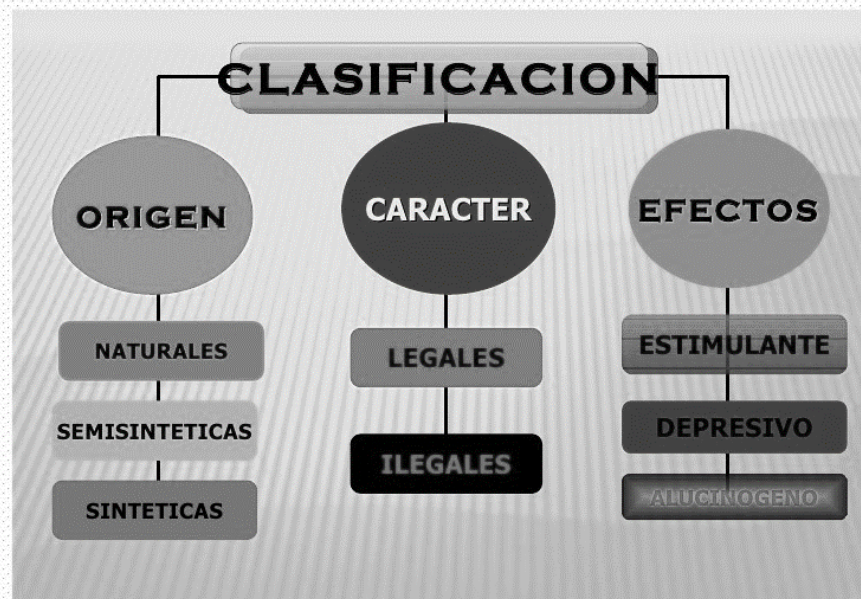 CLASIFICACION
ORIGEN
NATURALES
SEMISINTETICAS
SINTETICAS
CARACTER
LEGALES
ILEGALES
EFECTOS
ESTIMULANTE
DEPRESIVO
ALUCINOGENO